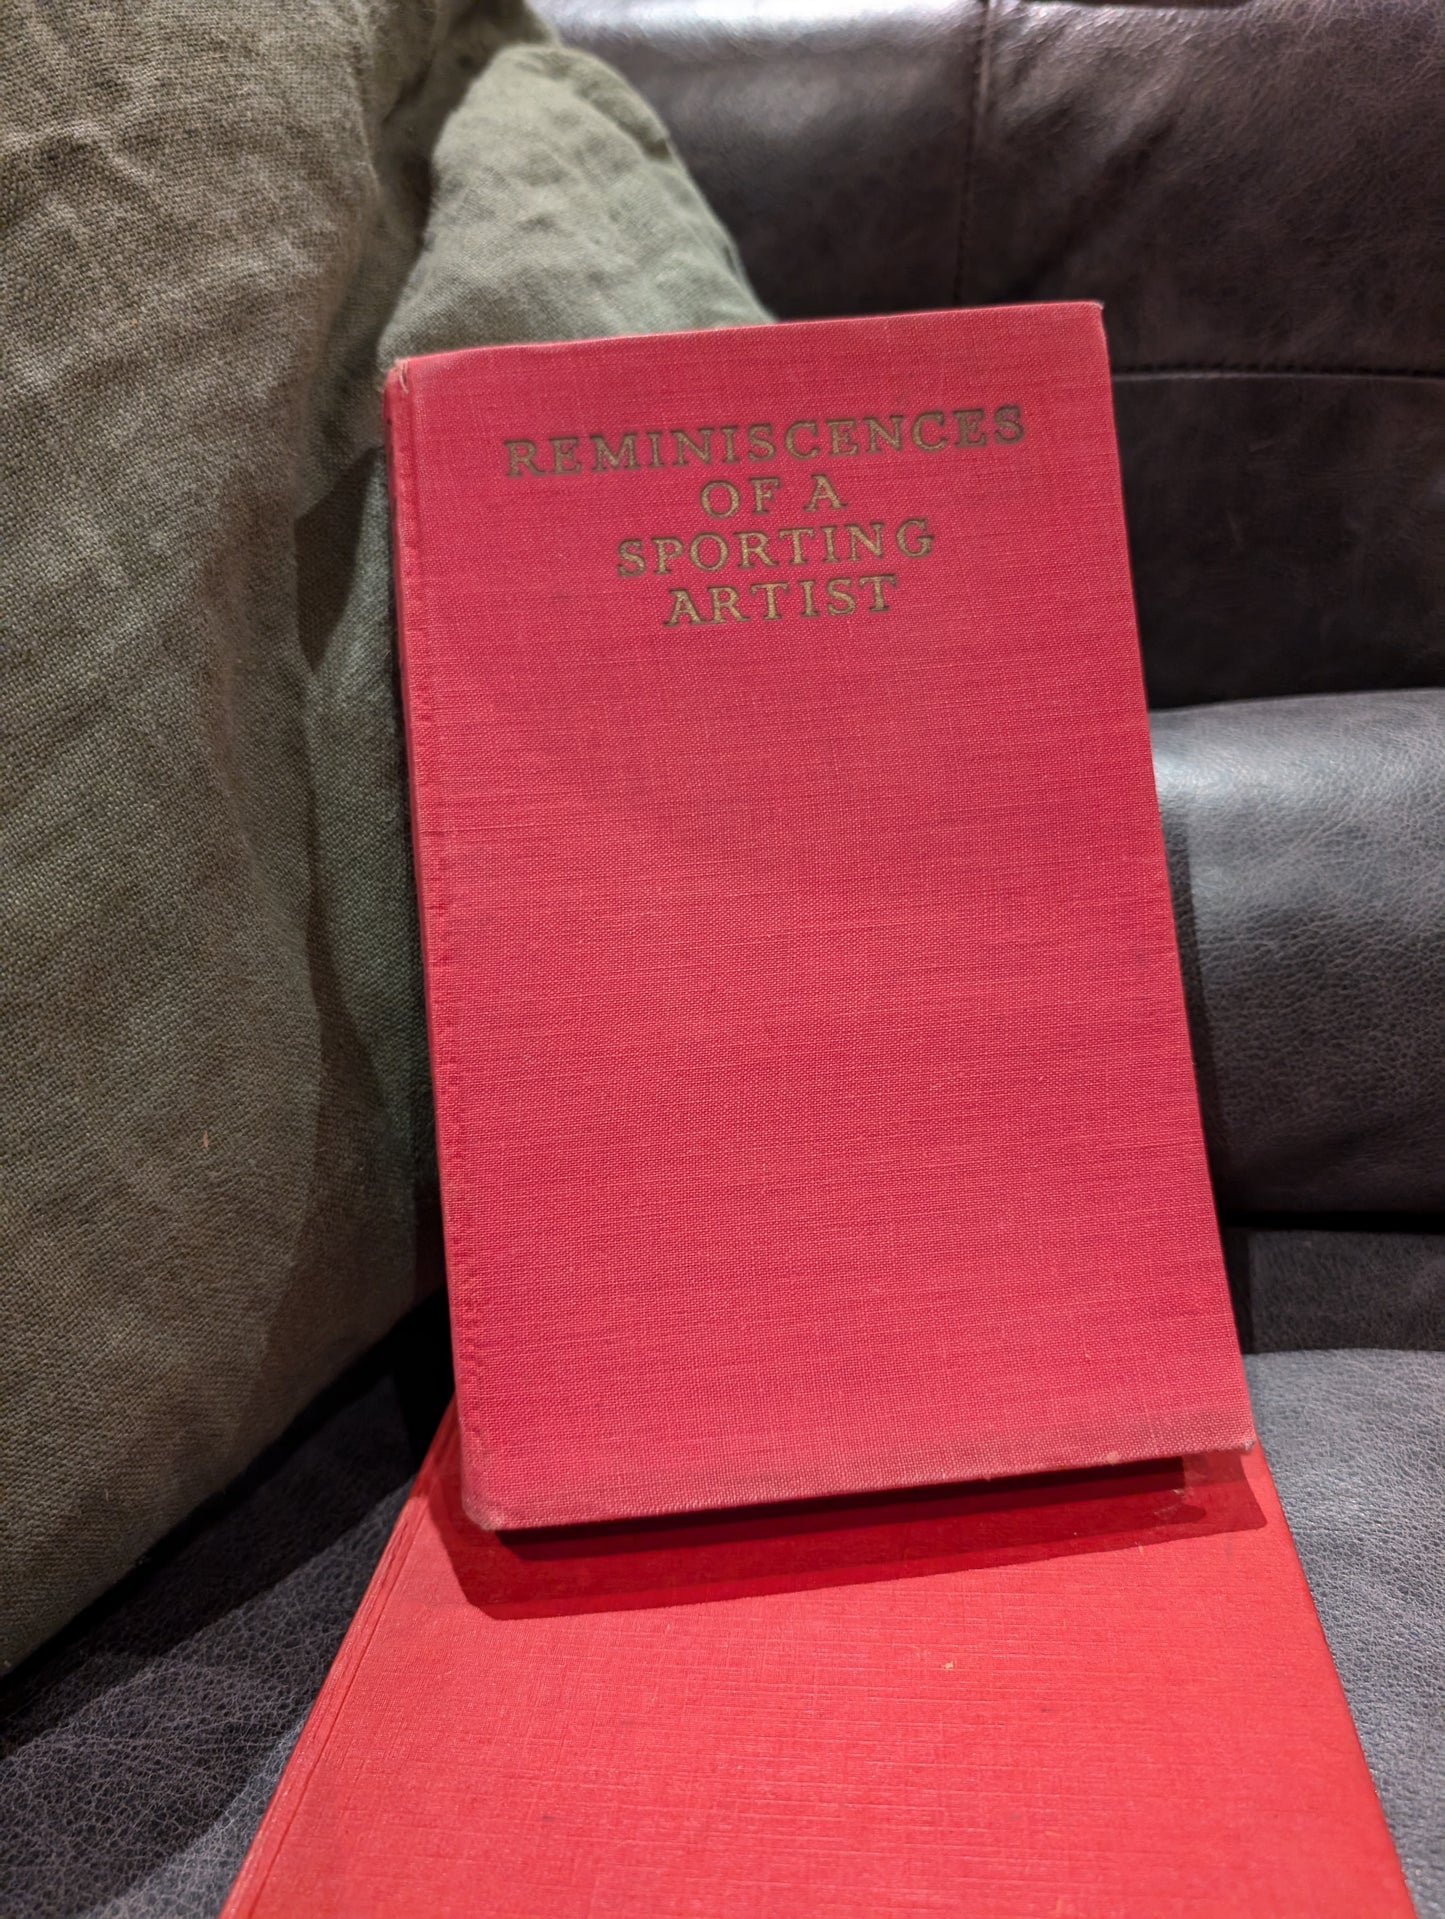 REMINISCENCES
OF A
SPORTING
ARTIST